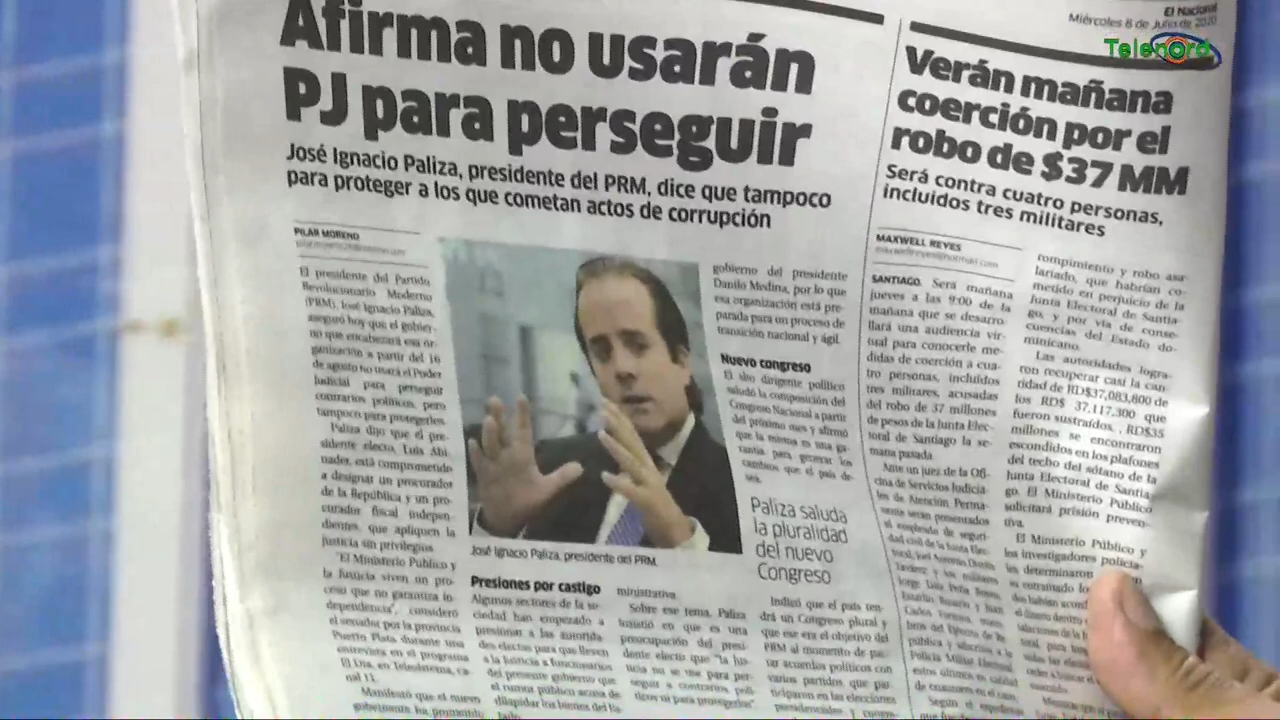 El Nacional
Miércoles 8 de Julio de 2020
Telenord
Afirma no usarán
PJ para perseguir
José Ignacio Paliza, presidente del PRM, dice que tampoco
para proteger a los que cometan actos de corrupción
PILAR MORENO
El presidente del Partido
Revolucionario Moderno
(PRM), José Ignacio Paliza,
aseguró hoy que el gobier-
no que encabezará esa or-
ganización a partir del 16
de agosto no usará el Poder
Judicial para perseguir
contrarios políticos, pero
tampoco para protegerlos.
Paliza dijo que el pre-
sidente electo, Luis Abi-
nader, está comprometido
a designar un procurador
de la República y un pro-
curador fiscal indepen-
dientes, que apliquen la
justicia sin privilegios.
"El Ministerio Público y
la Justicia viven un pro-
ceso que no garantiza in-
dependencia", consideró
el senador por la provincia
Puerto Plata durante una
entrevista en el programa
El Día, en Telesistema, ca-
nal 11.
Manifestó que el nuevo
José Ignacio Paliza, presidente del PRM.
Presiones por castigo
Algunos sectores de la so-
ciedad han empezado a
presionar a las autorida-
des electas para que lleven
a la Justicia a funcionarios
del presente gobierno que
el rumor público acusa de
dilapidar los bienes del Es-
tado
ministrativa.
Sobre ese tema, Paliza
insistió en que es una
preocupación del presi-
dente electo que "la Jus-
ticia no se use para per-
seguir a contrarios polí-
ticos ni para protegerlos"
gobierno del presidente
Danilo Medina, por lo que
esa organización está pre-
parada para un proceso de
transición nacional y ágil.
Nuevo congreso
El alto dirigente político
saludó la composición del
Congreso Nacional a partir
del próximo mes y afirmó
que la misma es una ga-
rantía para generar los
cambios que el país de-
sea.
Paliza saluda
la pluralidad
del nuevo
Congreso
Indicó que el país ten-
drá un Congreso plural y
que ese era el objetivo del
PRM al momento de pac-
tar acuerdos políticos con
varios partidos que par-
ticiparon en las elecciones
presidenciales y congre-
Verán mañana
coerción por el
robo de $37 MM
Será contra cuatro personas,
incluidos tres militares
MAXWELL REYES
SANTIAGO. Será mañana
jueves a las 9:00 de la
mañana que se desarro-
llará una audiencia vir-
tual para conocerle me-
didas de coerción a cua-
tro personas, incluidos
tres militares, acusadas
del robo de 37 millones
de pesos de la Junta Elec-
toral de Santiago la se-
mana pasada.
Ante un juez de la Ofi-
cina de Servicios Judicia-
les de Atención Perma-
nente serán presentados
rompimiento y robo asa-
lariado, que habrían co-
metido en perjuicio de la
Junta Electoral de Santia-
go, y por vía de conse-
cuencias del Estado do-
minicano.
Las autoridades logra-
ron recuperar casi la can-
tidad de RD$37,083,800 de
los RD$ 37,117,300 que
fueron sustraídos. RD$35
millones se encontraron
escondidos en los plafones
del techo del sótano de la
Junta Electoral de Santia-
go. El Ministerio Público
solicitará prisión preven-
tiva.
El Ministerio Público y
los investigadores policia-
les determinaron